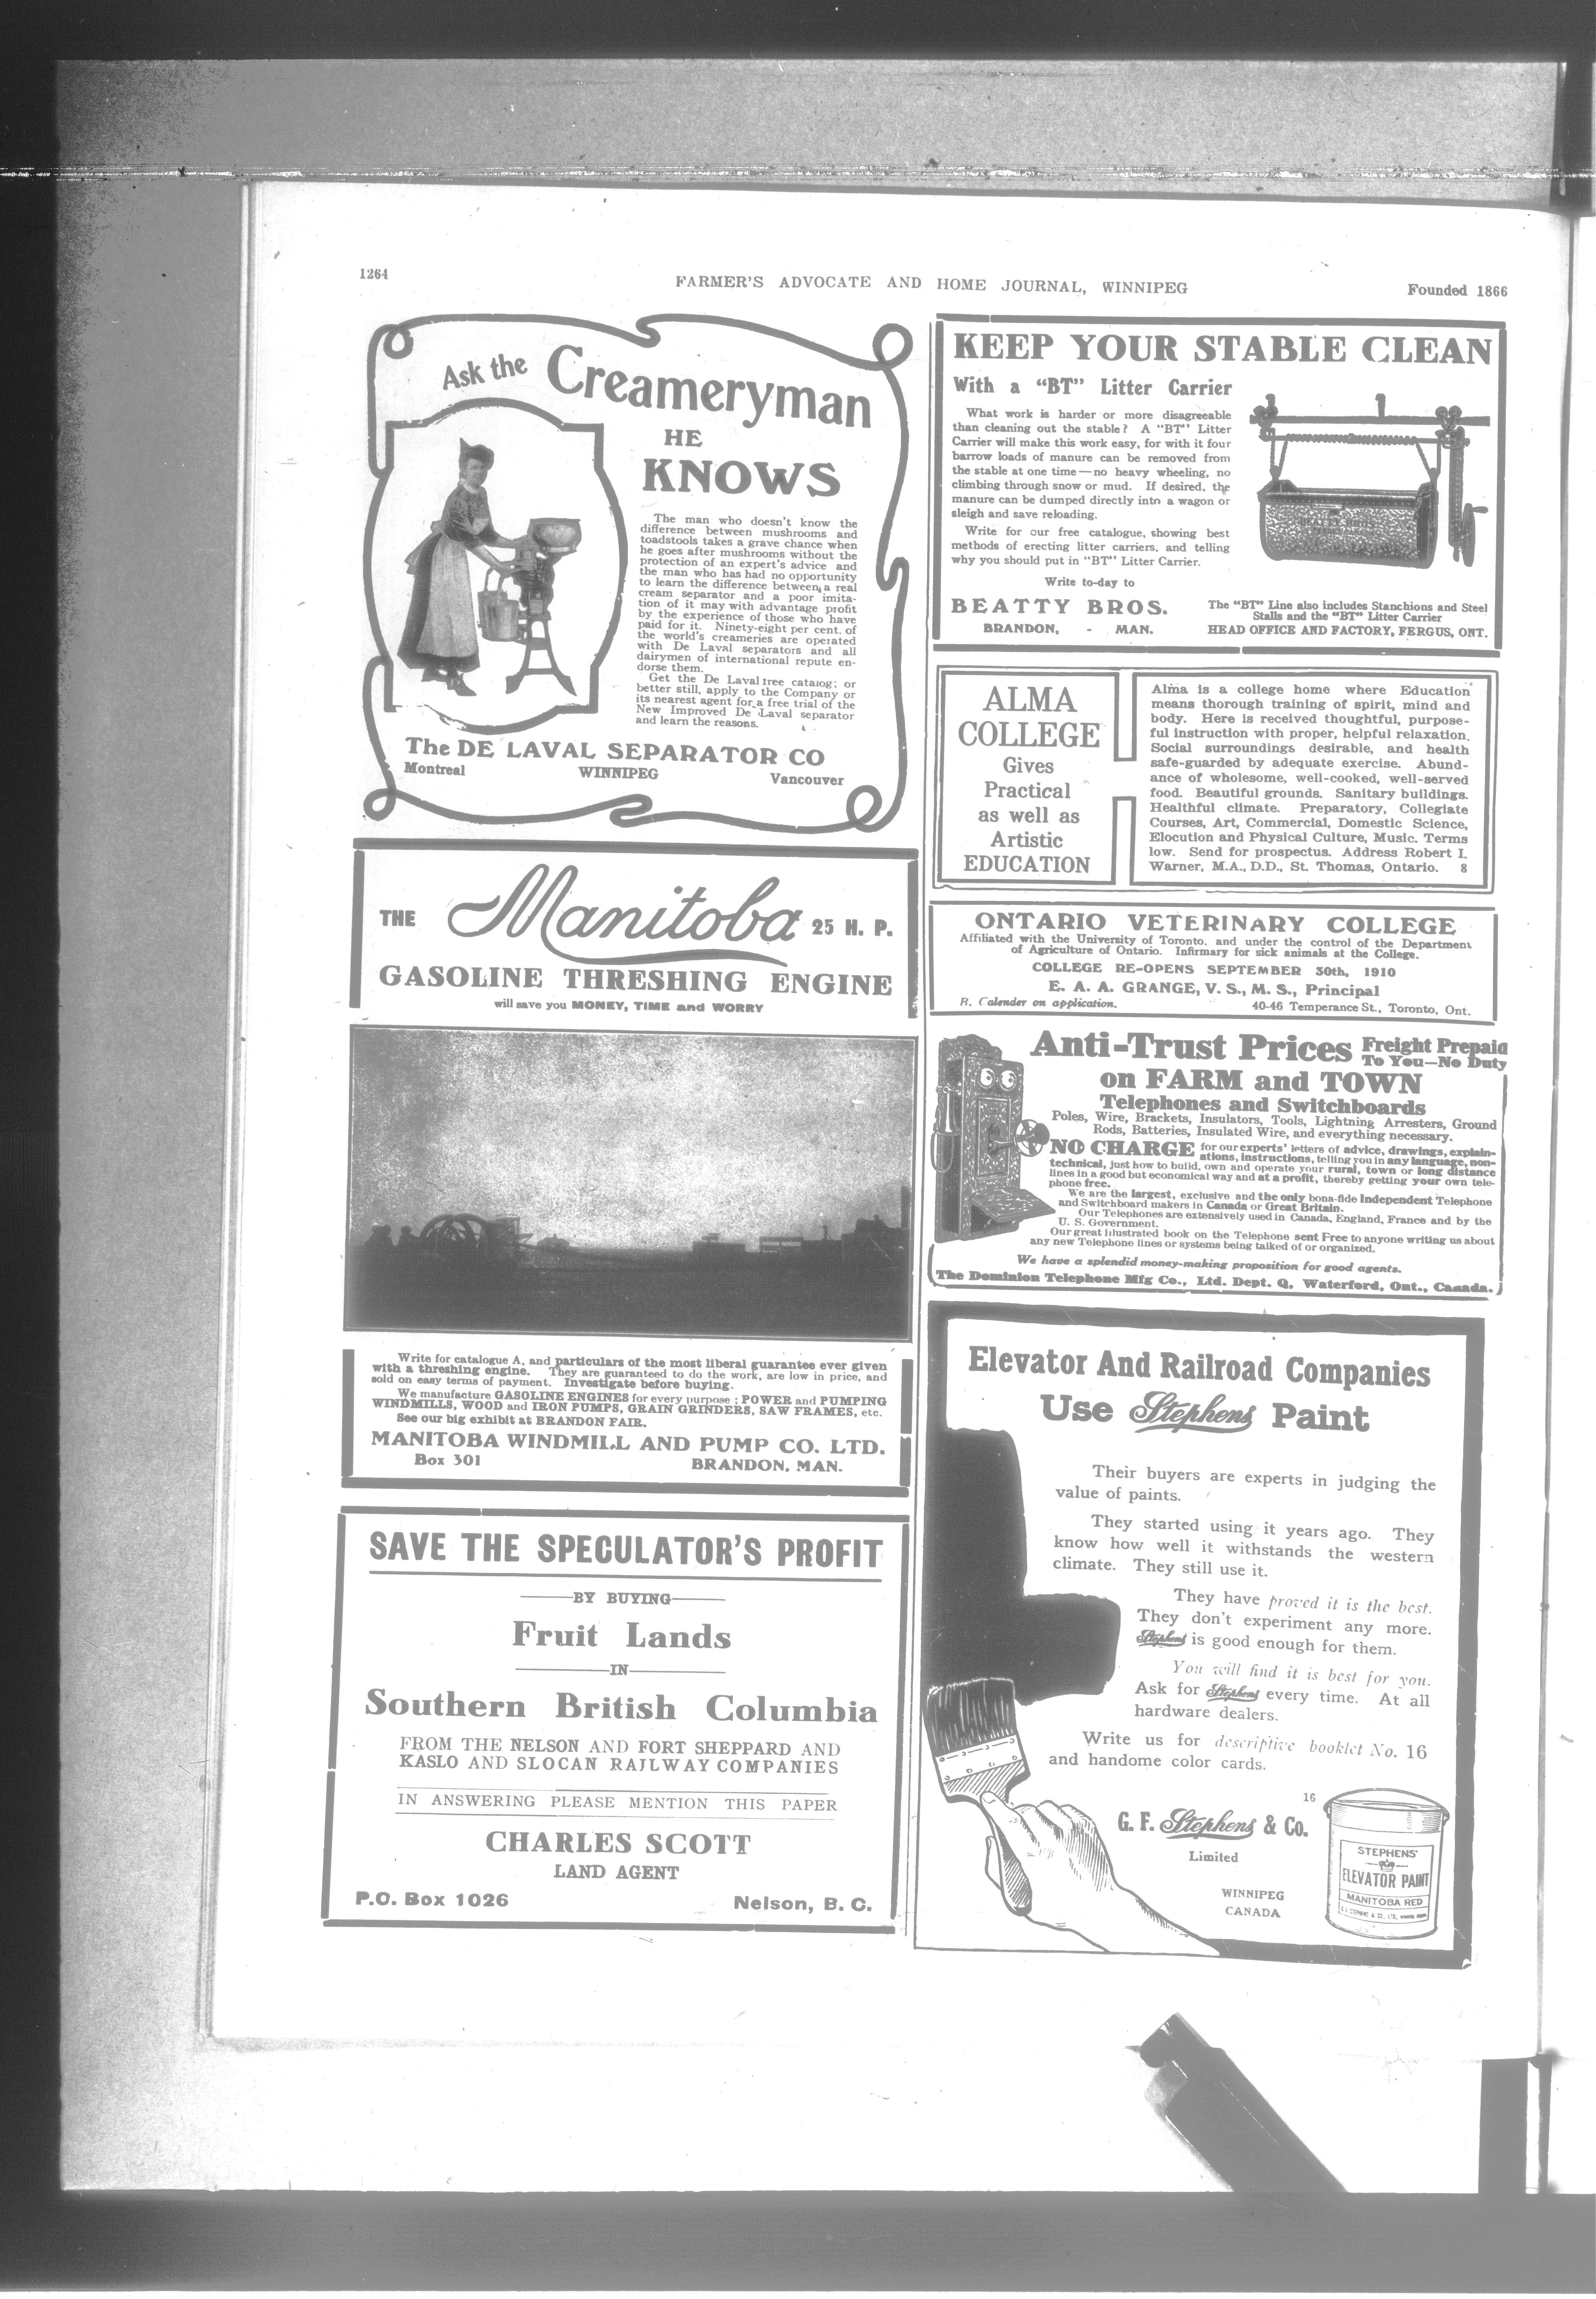 1264
FARMER'S ADVOCATE AND HOME JOURNAL, WINNIPEG
Founded 1866
Ask the Creameryman
HE
KNOWS
The man who doesn't know the
difference between mushrooms and
toadstools takes a grave chance when
he goes after mushrooms without the
protection of an expert's advice and
the man who has had no opportunity
to learn the difference between a real
cream separator and a poor imita-
tion of it may with advantage profit
by the experience of those who have
paid for it. Ninety-eight per cent. of
the world's creameries are operated
with De Laval separators and all
dairymen of international repute en-
dorse them.
Get the De Laval free catalog; or
better still, apply to the Company or
its nearest agent for a free trial of the
New Improved De Laval separator
and learn the reasons.
The DE LAVAL SEPARATOR CO
Montreal WINNIPEG Vancouver
THE Manitoba 25 H. P.
GASOLINE THRESHING ENGINE
will save you MONEY, TIME and WORRY
Write for catalogue A, and particulars of the most liberal guarantee ever given
with a threshing engine. They are guaranteed to do the work, are low in price, and
sold on easy terms of payment. Investigate before buying.
We manufacture GASOLINE ENGINES for every purpose; POWER and PUMPING
WINDMILLS, WOOD and IRON PUMPS, GRAIN GRINDERS, SAW FRAMES, etc.
See our big exhibit at BRANDON FAIR.
MANITOBA WINDMILL AND PUMP CO. LTD.
Box 301 BRANDON, MAN.
SAVE THE SPECULATOR'S PROFIT
BY BUYING
Fruit Lands
IN
Southern British Columbia
FROM THE NELSON AND FORT SHEPPARD AND
KASLO AND SLOCAN RAILWAY COMPANIES
IN ANSWERING PLEASE MENTION THIS PAPER
CHARLES SCOTT
LAND AGENT
P.O. Box 1026 Nelson, B. C.
KEEP YOUR STABLE CLEAN
With a "BT" Litter Carrier
What work is harder or more disagreeable
than cleaning out the stable? A "BT" Litter
Carrier will make this work easy, for with it four
barrow loads of manure can be removed from
the stable at one time—no heavy wheeling, no
climbing through snow or mud. If desired, the
manure can be dumped directly into a wagon or
sleigh and save reloading.
Write for our free catalogue, showing best
methods of erecting litter carriers, and telling
why you should put in "BT" Litter Carrier.
Write to-day to
BEATTY BROS.
BRANDON, - MAN.
BEATTY BROS
The "BT" Line also includes Stanchions and Steel
Stalls and the "BT" Litter Carrier
HEAD OFFICE AND FACTORY, FERGUS, ONT.
ALMA
COLLEGE
Gives
Practical
as well as
Artistic
EDUCATION
Alma is a college home where Education
means thorough training of spirit, mind and
body. Here is received thoughtful, purpose-
ful instruction with proper, helpful relaxation.
Social surroundings desirable, and health
safe-guarded by adequate exercise. Abund-
ance of wholesome, well-cooked, well-served
food. Beautiful grounds. Sanitary buildings.
Healthful climate. Preparatory, Collegiate
Courses, Art, Commercial, Domestic Science,
Elocution and Physical Culture, Music. Terms
low. Send for prospectus. Address Robert I.
Warner, M.A., D.D., St. Thomas, Ontario. 8
ONTARIO VETERINARY COLLEGE
Affiliated with the University of Toronto, and under the control of the Department
of Agriculture of Ontario. Infirmary for sick animals at the College.
COLLEGE RE-OPENS SEPTEMBER 30th, 1910
E. A. A. GRANGE, V. S., M. S., Principal
B. Calender on application. 40-46 Temperance St., Toronto, Ont.
Anti-Trust Prices Freight Prepaid
To You—No Duty
on FARM and TOWN
Telephones and Switchboards
Poles, Wire, Brackets, Insulators, Tools, Lightning Arresters, Ground
Rods, Batteries, Insulated Wire, and everything necessary.
NO CHARGE for our experts' letters of advice, drawings, explain-
ations, instructions, telling you in any language, non-
technical, just how to build, own and operate your rural, town or long distance
lines in a good but economical way and at a profit, thereby getting your own tele-
phone free.
We are the largest, exclusive and the only bona-fide Independent Telephone
and Switchboard makers in Canada or Great Britain.
Our Telephones are extensively used in Canada, England, France and by the
U. S. Government.
Our great illustrated book on the Telephone sent Free to anyone writing us about
any new Telephone lines or systems being talked of or organized.
We have a splendid money-making proposition for good agents.
The Dominion Telephone Mfg Co., Ltd. Dept. Q, Waterford, Ont., Canada.
Elevator And Railroad Companies
Use Stephens Paint
Their buyers are experts in judging the
value of paints.
They started using it years ago. They
know how well it withstands the western
climate. They still use it.
They have proved it is the best.
They don't experiment any more.
Stephens is good enough for them.
You will find it is best for you.
Ask for Stephens every time. At all
hardware dealers.
Write us for descriptive booklet No. 16
and handome color cards.
16
G. F. Stephens & Co.
Limited
WINNIPEG
CANADA
STEPHENS'
ELEVATOR PAINT
MANITOBA RED